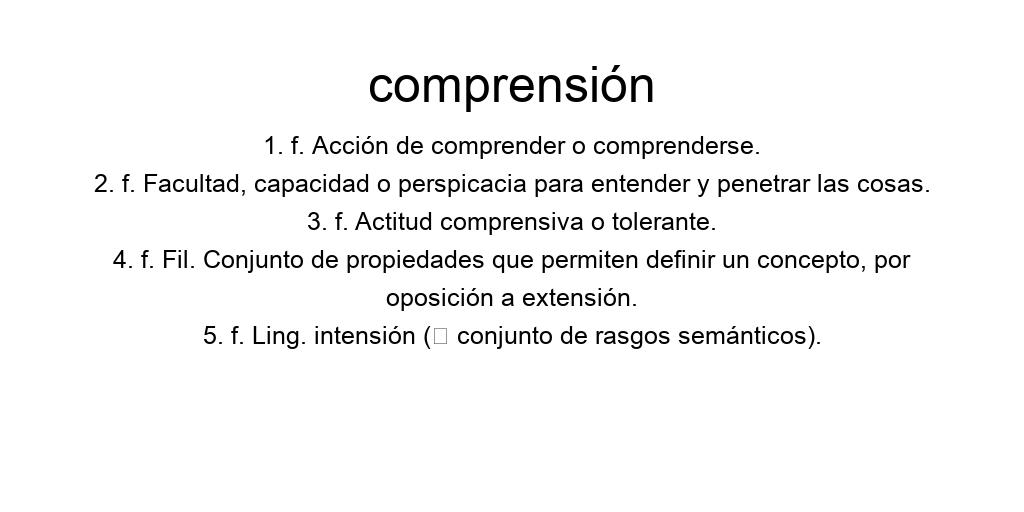 comprensión
1. f. Acción de comprender o comprenderse.
2. f. Facultad, capacidad o perspicacia para entender y penetrar las cosas.
3. f. Actitud comprensiva o tolerante.
4. f. Fil. Conjunto de propiedades que permiten definir un concepto, por
oposición a extensión.
5. f. Ling. intensión (□ conjunto de rasgos semánticos).